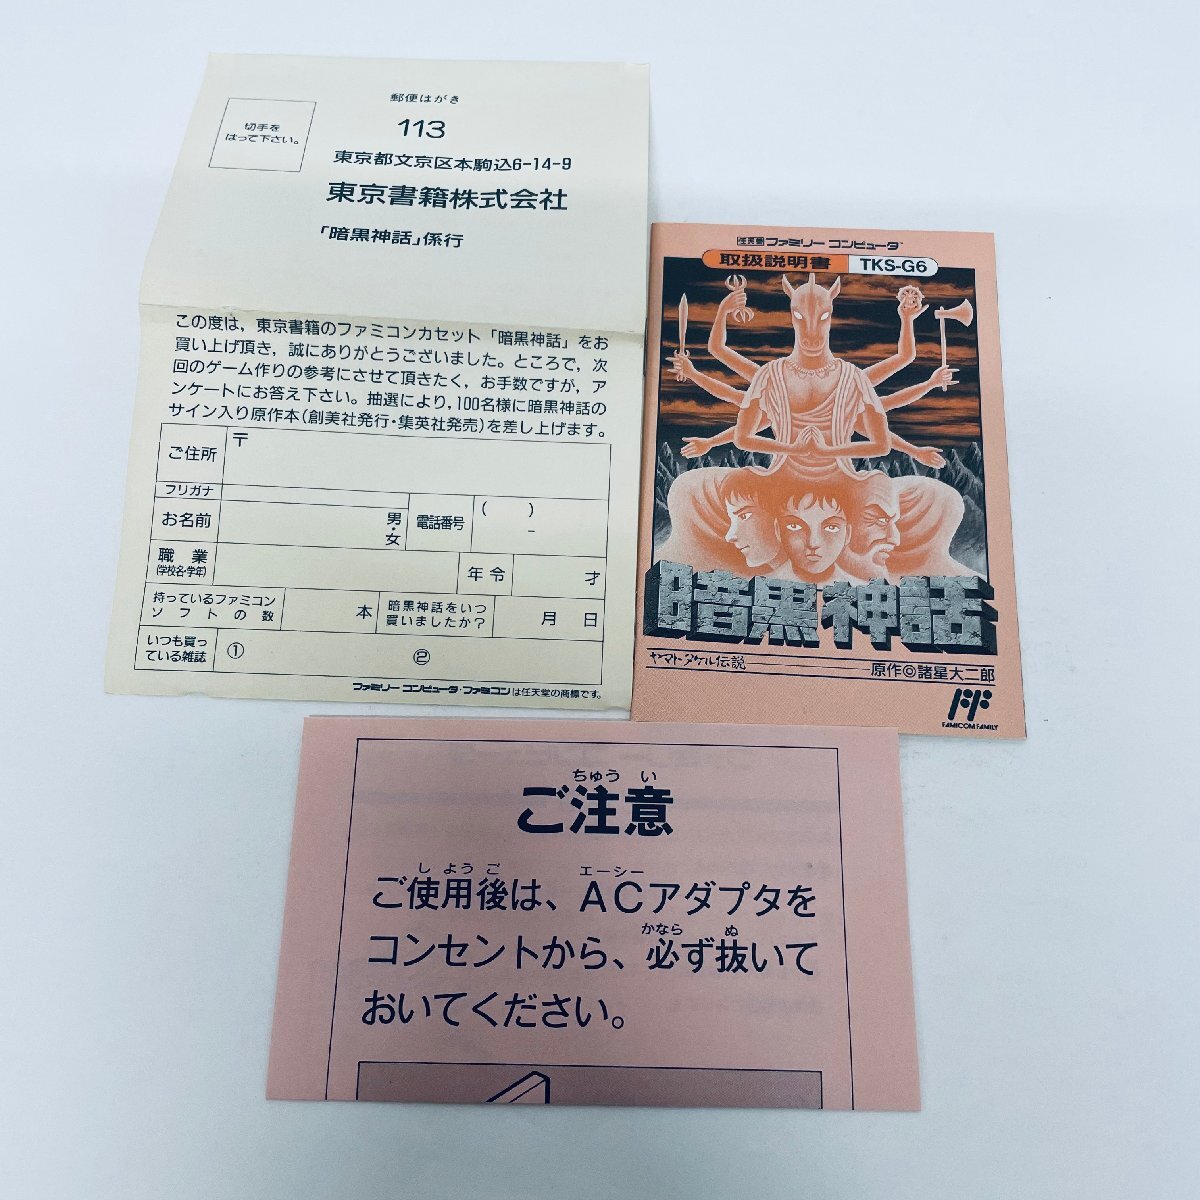 郵便はがき
切手を
はって下さい。
113
東京都文京区本駒込6-14-9
東京書籍株式会社
「暗黒神話」係行
この度は，東京書籍のファミコンカセット「暗黒神話」をお
買い上げ頂き，誠にありがとうございました。ところで，次
回のゲーム作りの参考にさせて頂きたく，お手数ですが，ア
ンケートにお答え下さい。抽選により，100名様に暗黒神話の
サイン入り原作本(創美社発行・集英社発売)を差し上げます。
ご住所 〒
フリガナ
お名前 男・女 電話番号 ( ) −
職業
(学校名・学年) 年令 才
持っているファミコン
ソフトの数 本 暗黒神話をいつ
買いましたか？ 月 日
いつも買っ
ている雑誌 ① ②
ファミリーコンピュータ・ファミコンは任天堂の商標です。
任天堂 ファミリーコンピュータ
取扱説明書 TKS-G6
暗黒神話
ヤマトタケル伝説
原作©諸星大二郎
FAMICOM FAMILY
ちゅう い
ご注意
し よう ご エーシー
ご使用後は、ACアダプタを
かなら ぬ
コンセントから、必ず抜いて
おいてください。